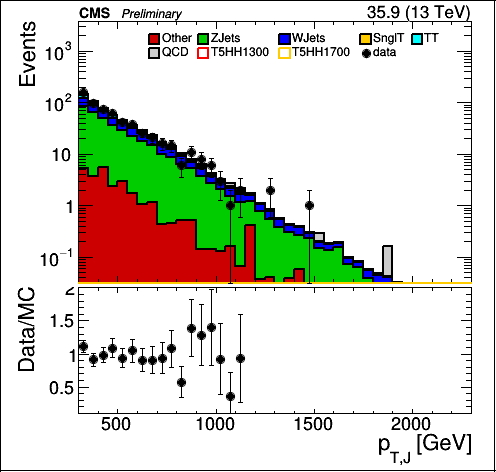 CMS Preliminary 35.9 (13 TeV)
Other ZJets WJets SnglT TT
QCD T5HH1300 T5HH1700 data
Events
10³
10²
10
1
10⁻¹
Data/MC
2
1.5
1
0.5
500 1000 1500 2000
p_T,J [GeV]